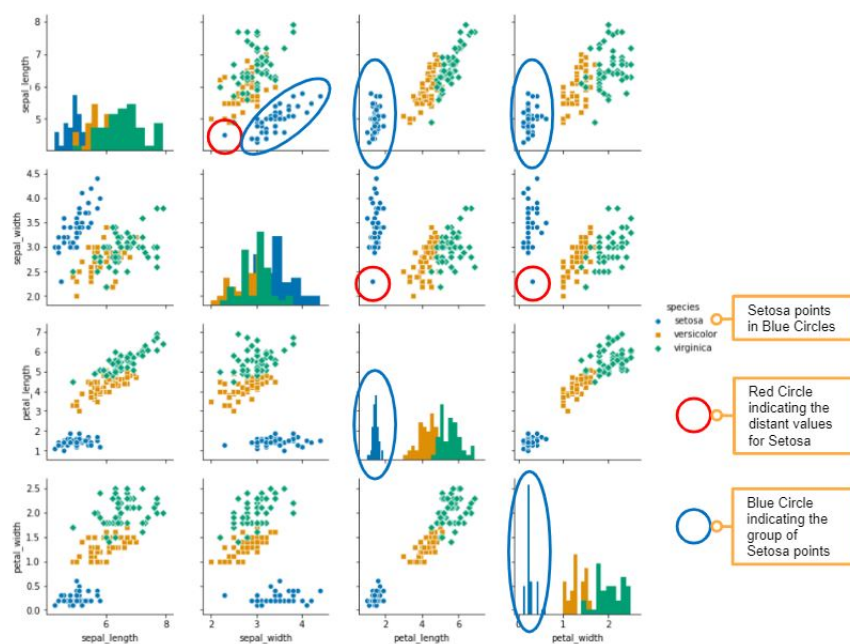 8
7
6
5
sepal_length
4.5
4.0
3.5
3.0
2.5
2.0
sepal_width
species
setosa
versicolor
virginica
Setosa points
in Blue Circles
7
6
5
4
3
2
1
petal_length
Red Circle
indicating the
distant values
for Setosa
2.5
2.0
1.5
1.0
0.5
0.0
petal_width
Blue Circle
indicating the
group of
Setosa points
6 8
sepal_length
2 3 4
sepal_width
2 4 6
petal_length
0 1 2
petal_width